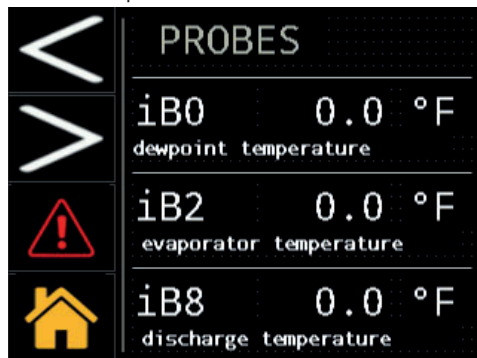 PROBES
iB0 0.0 °F
dewpoint temperature
iB2 0.0 °F
evaporator temperature
iB8 0.0 °F
discharge temperature